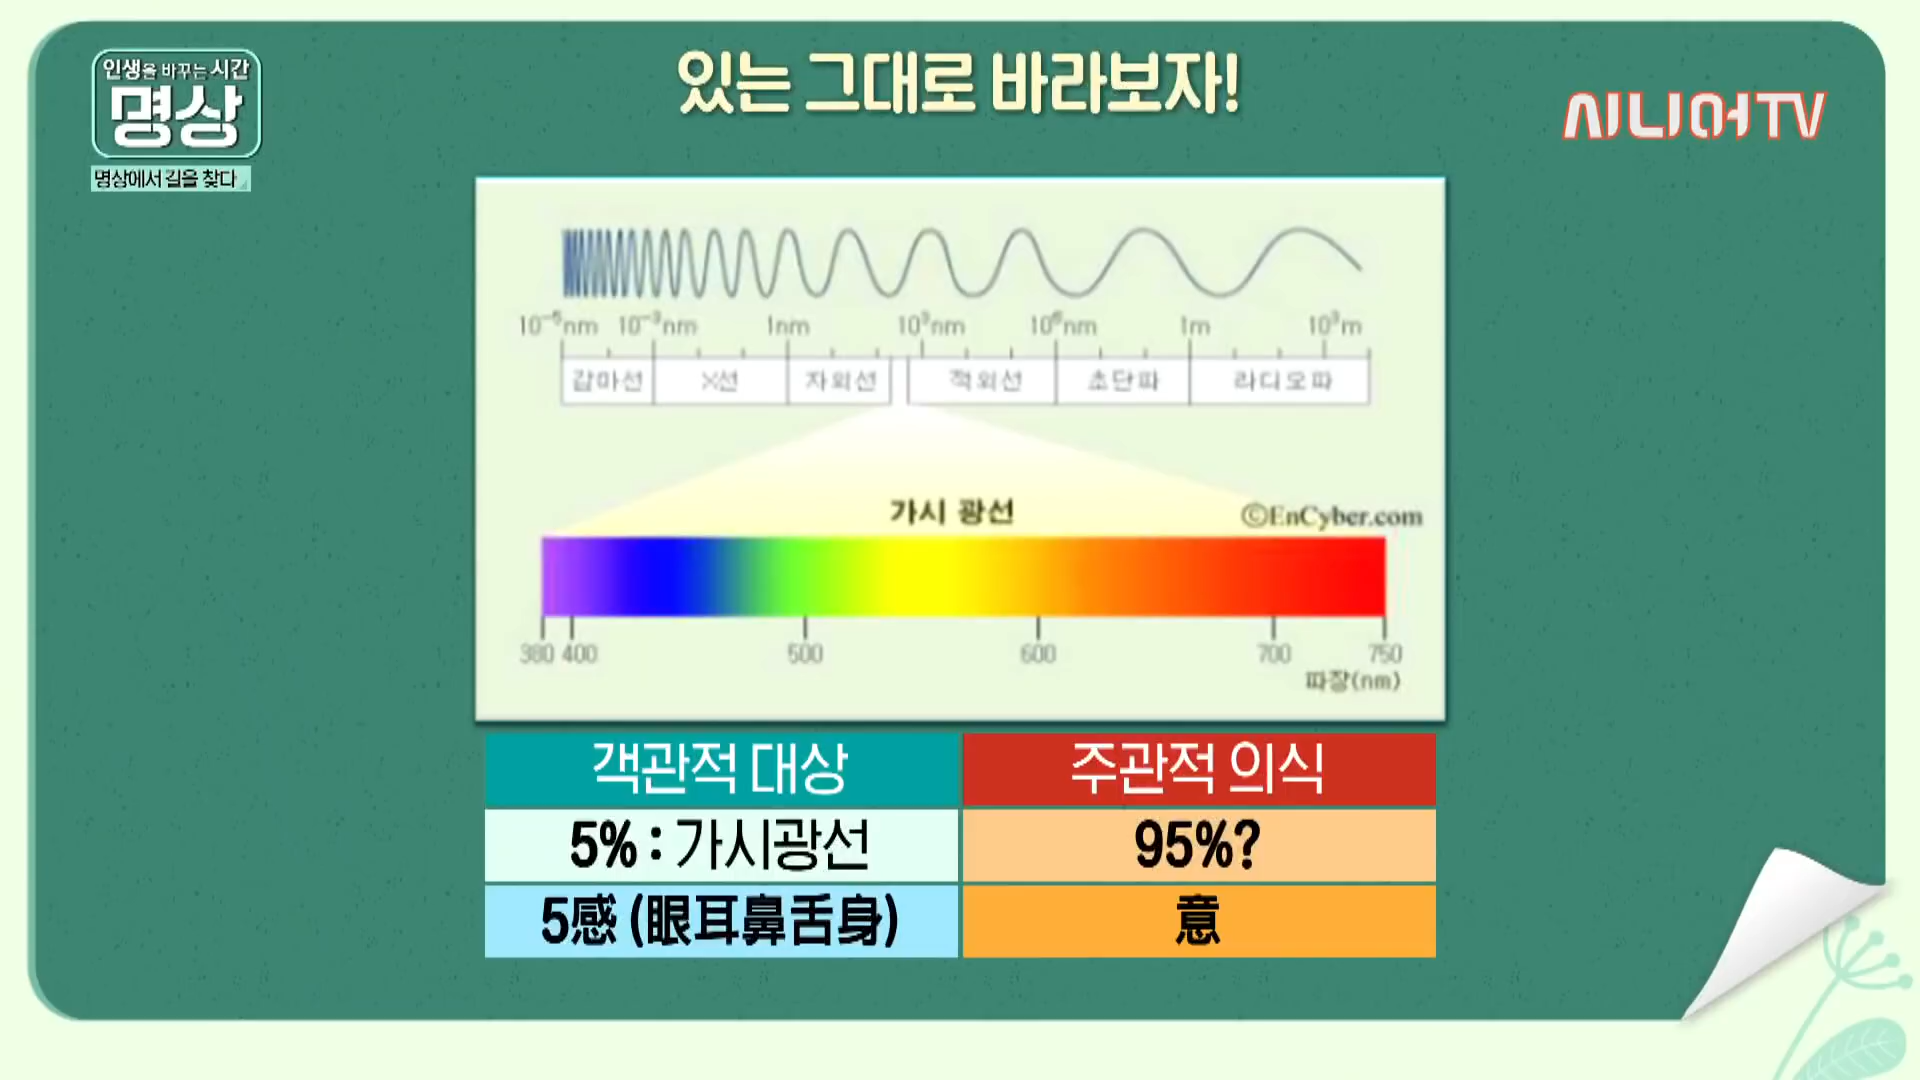 인생을 바꾸는 시간
명상
명상에서 길을 찾다
있는 그대로 바라보자!
시니어TV
10⁻⁵nm 10⁻³nm 1nm 10³nm 10⁶nm 1m 10³m
감마선 X선 자외선 적외선 초단파 라디오파
가시 광선
©EnCyber.com
380 400 500 600 700 750
파장(nm)
객관적 대상 주관적 의식
5% : 가시광선 95%?
5感 (眼耳鼻舌身) 意